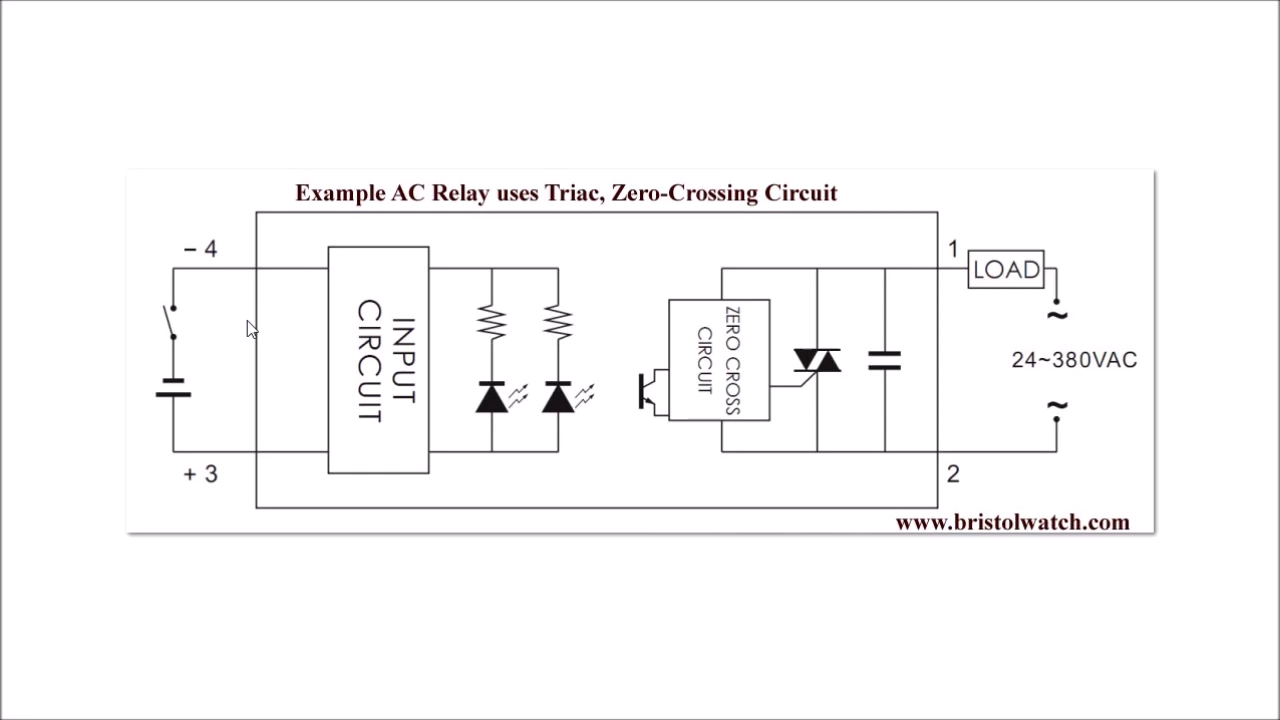 Example AC Relay uses Triac, Zero-Crossing Circuit
– 4
+ 3
INPUT
CIRCUIT
ZERO CROSS
CIRCUIT
1
LOAD
~
24~380VAC
~
2
www.bristolwatch.com